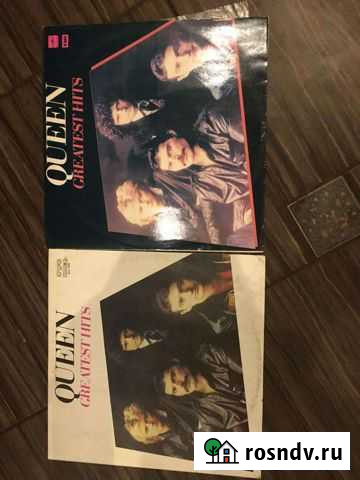 QUEEN
GREATEST HITS
QUEEN
GREATEST HITS
rosndv.ru